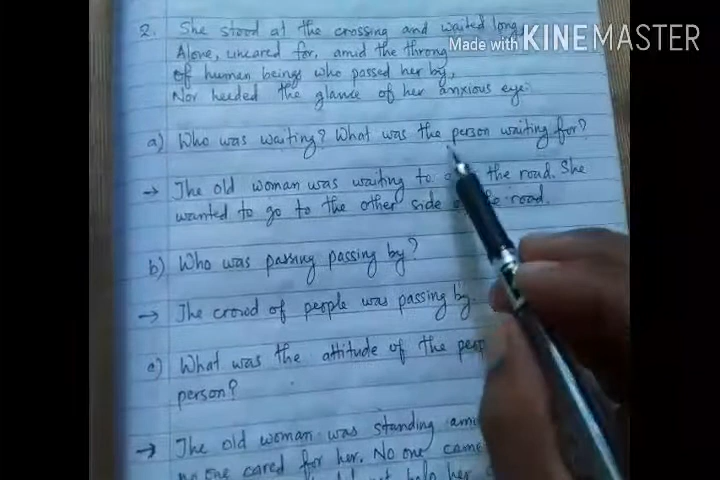 Made with KINEMASTER
2. She stood at the crossing and waited long
Alone, uncared for, amid the throng
Of human beings who passed her by,
Nor heeded the glance of her anxious eye.
a) Who was waiting? What was the person waiting for?
→ The old woman was waiting to the road. She
wanted to go to the other side road.
b) Who was passing passing by?
→ The crowd of people was passing by.
c) What was the attitude of the
person?
→ The old woman was standing
no one cared for her. No one came
not help her